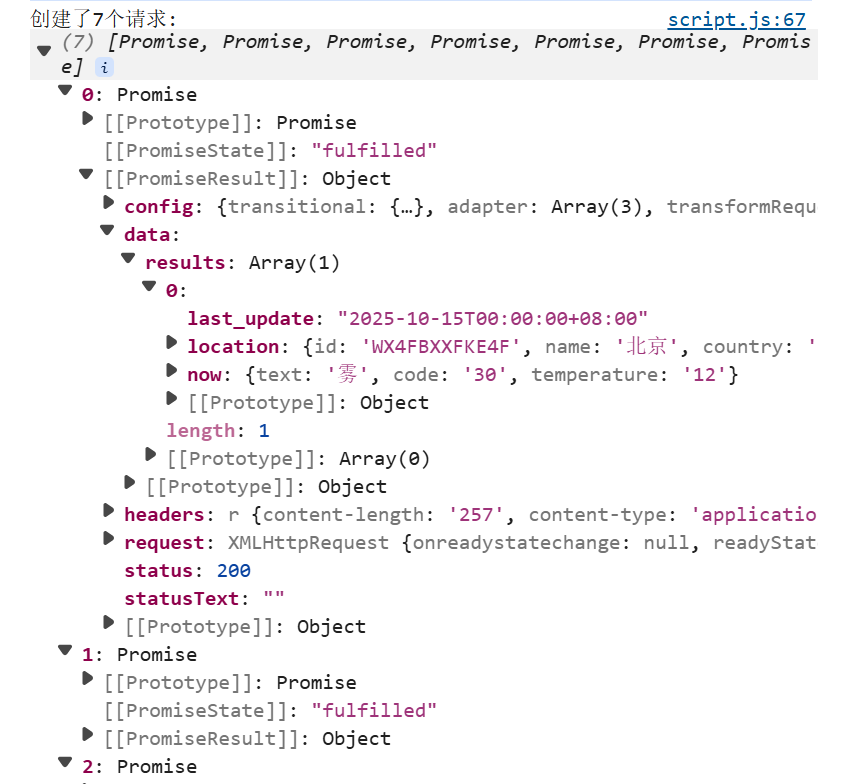 创建了7个请求: script.js:67
(7) [Promise, Promise, Promise, Promise, Promise, Promise, Promis
e] i
0: Promise
[[Prototype]]: Promise
[[PromiseState]]: "fulfilled"
[[PromiseResult]]: Object
config: {transitional: {…}, adapter: Array(3), transformRequ
data:
results: Array(1)
0:
last_update: "2025-10-15T00:00:00+08:00"
location: {id: 'WX4FBXXFKE4F', name: '北京', country: '
now: {text: '雾', code: '30', temperature: '12'}
[[Prototype]]: Object
length: 1
[[Prototype]]: Array(0)
[[Prototype]]: Object
headers: r {content-length: '257', content-type: 'applicatio
request: XMLHttpRequest {onreadystatechange: null, readyStat
status: 200
statusText: ""
[[Prototype]]: Object
1: Promise
[[Prototype]]: Promise
[[PromiseState]]: "fulfilled"
[[PromiseResult]]: Object
2: Promise